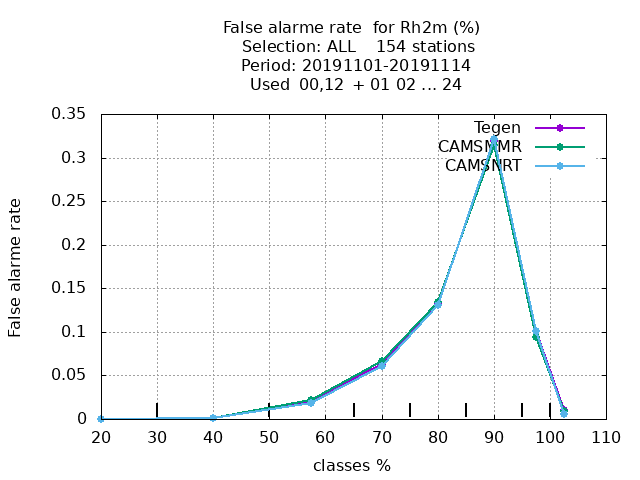 False alarme rate  for Rh2m (%)
Selection: ALL    154 stations
Period: 20191101-20191114
Used  00,12  + 01 02 ... 24
0.35
0.3
0.25
0.2
0.15
0.1
0.05
0
False alarme rate
Tegen
CAMSNMR
CAMSNRT
20 30 40 50 60 70 80 90 100 110
classes %